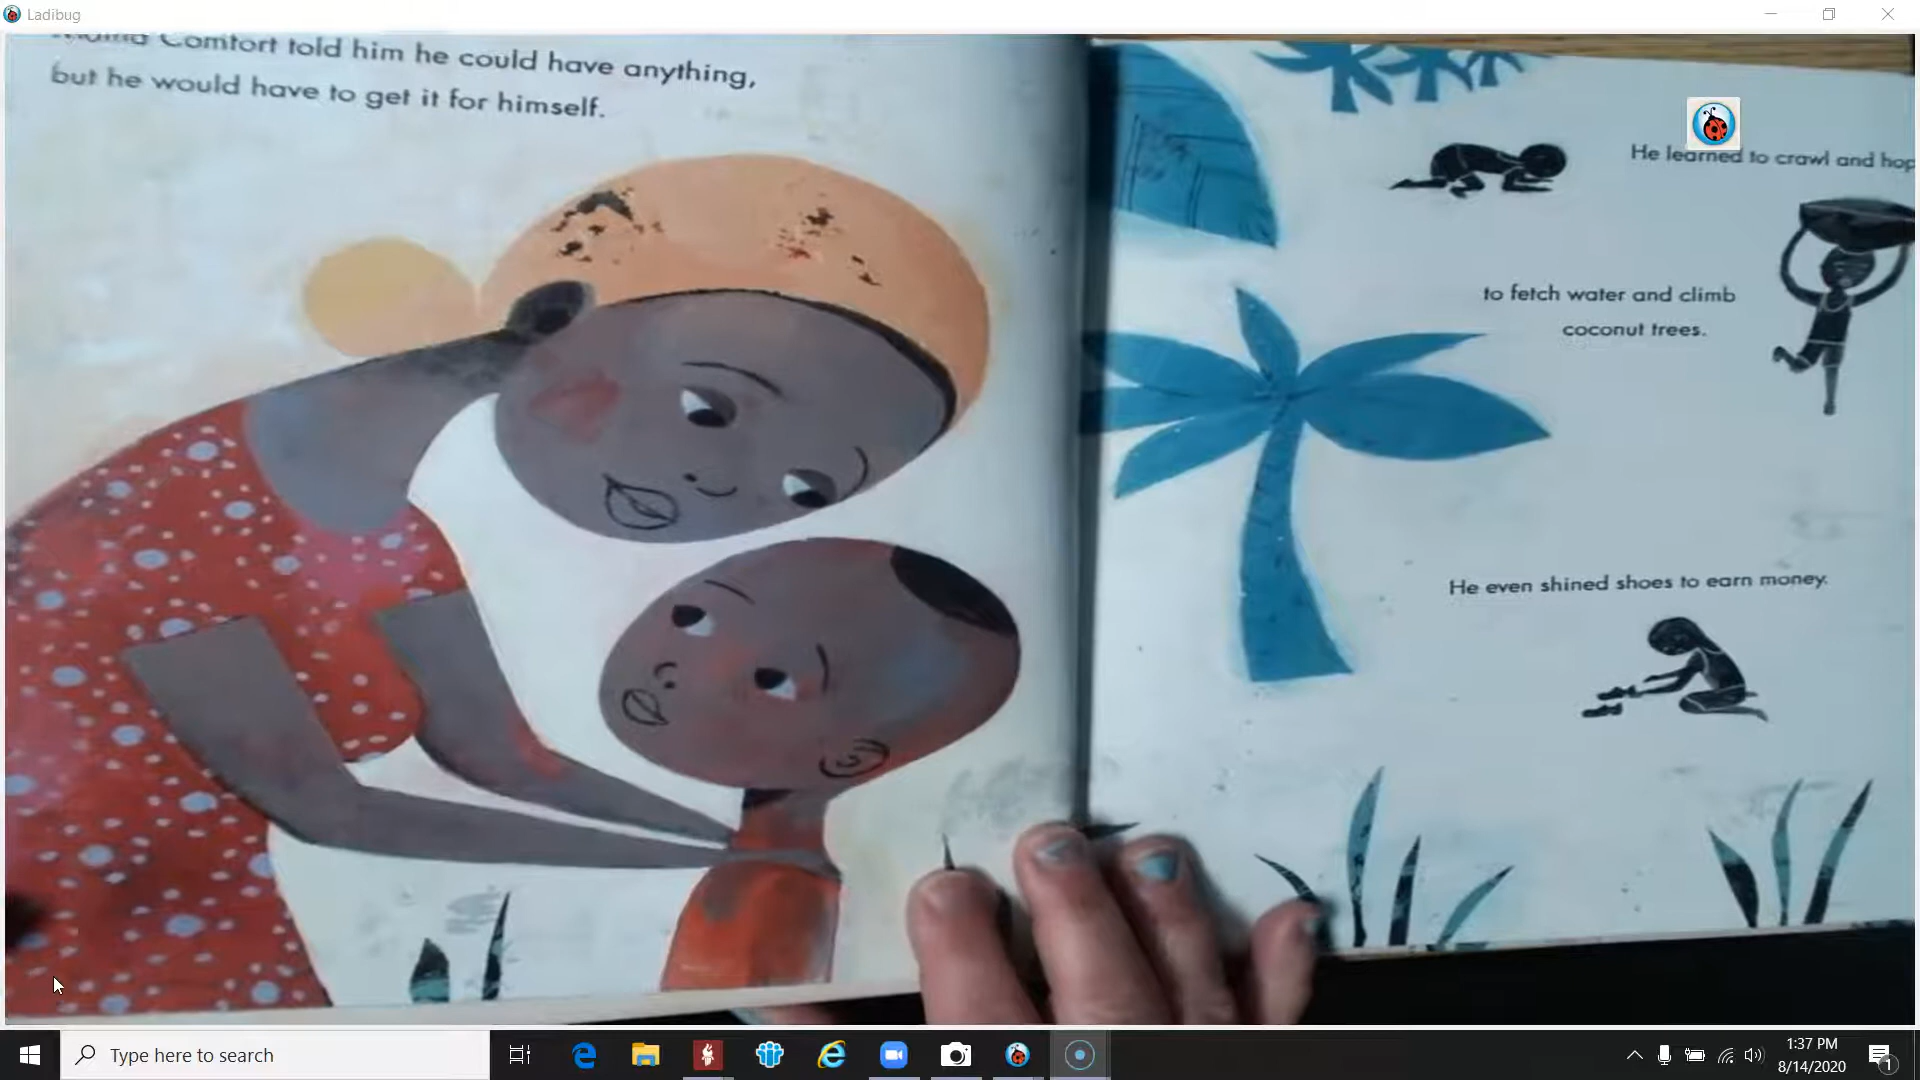 Ladibug
Comfort told him he could have anything,
but he would have to get it for himself.
He learned to crawl and hop
to fetch water and climb
coconut trees.
He even shined shoes to earn money.
Type here to search
1:37 PM
8/14/2020
1